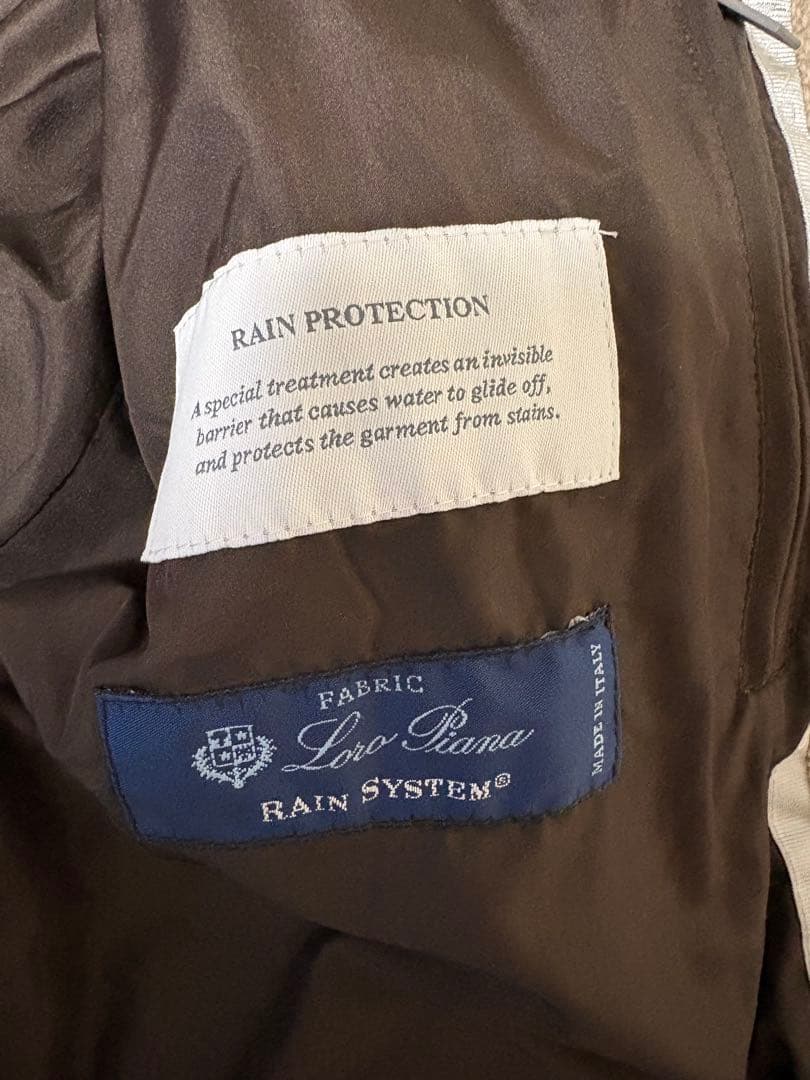 RAIN PROTECTION
A special treatment creates an invisible
barrier that causes water to glide off,
and protects the garment from stains.
FABRIC
Loro Piana
RAIN SYSTEM®
MADE IN ITALY